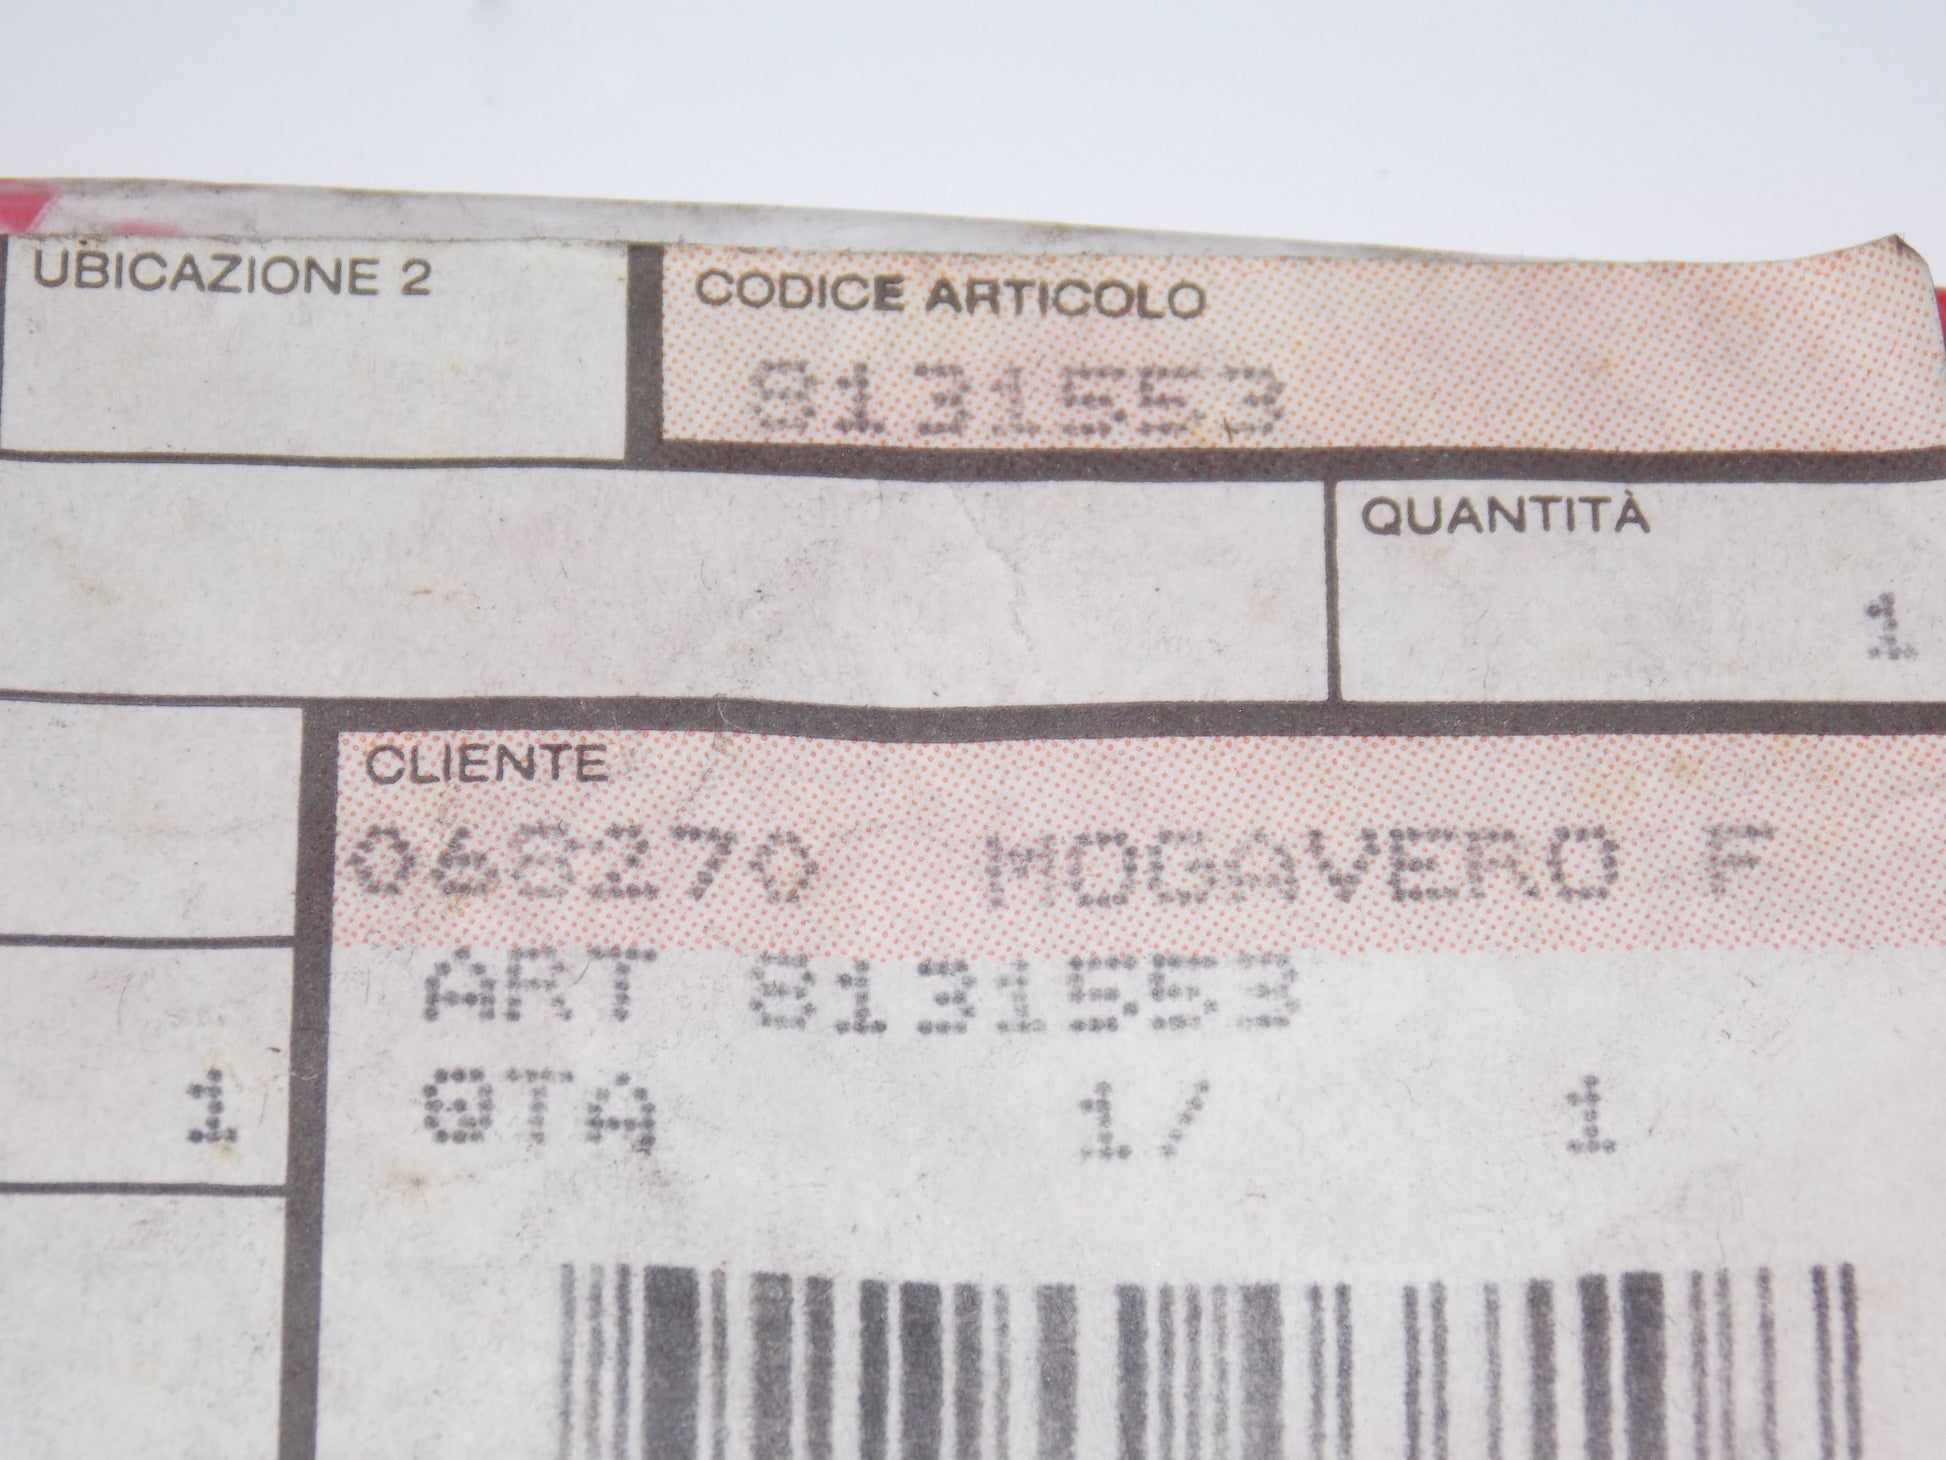 UBICAZIONE 2 CODICE ARTICOLO
8131553
QUANTITÀ
1
CLIENTE
068270 MOGAVERO F
ART 8131553
1
QTA 1/ 1